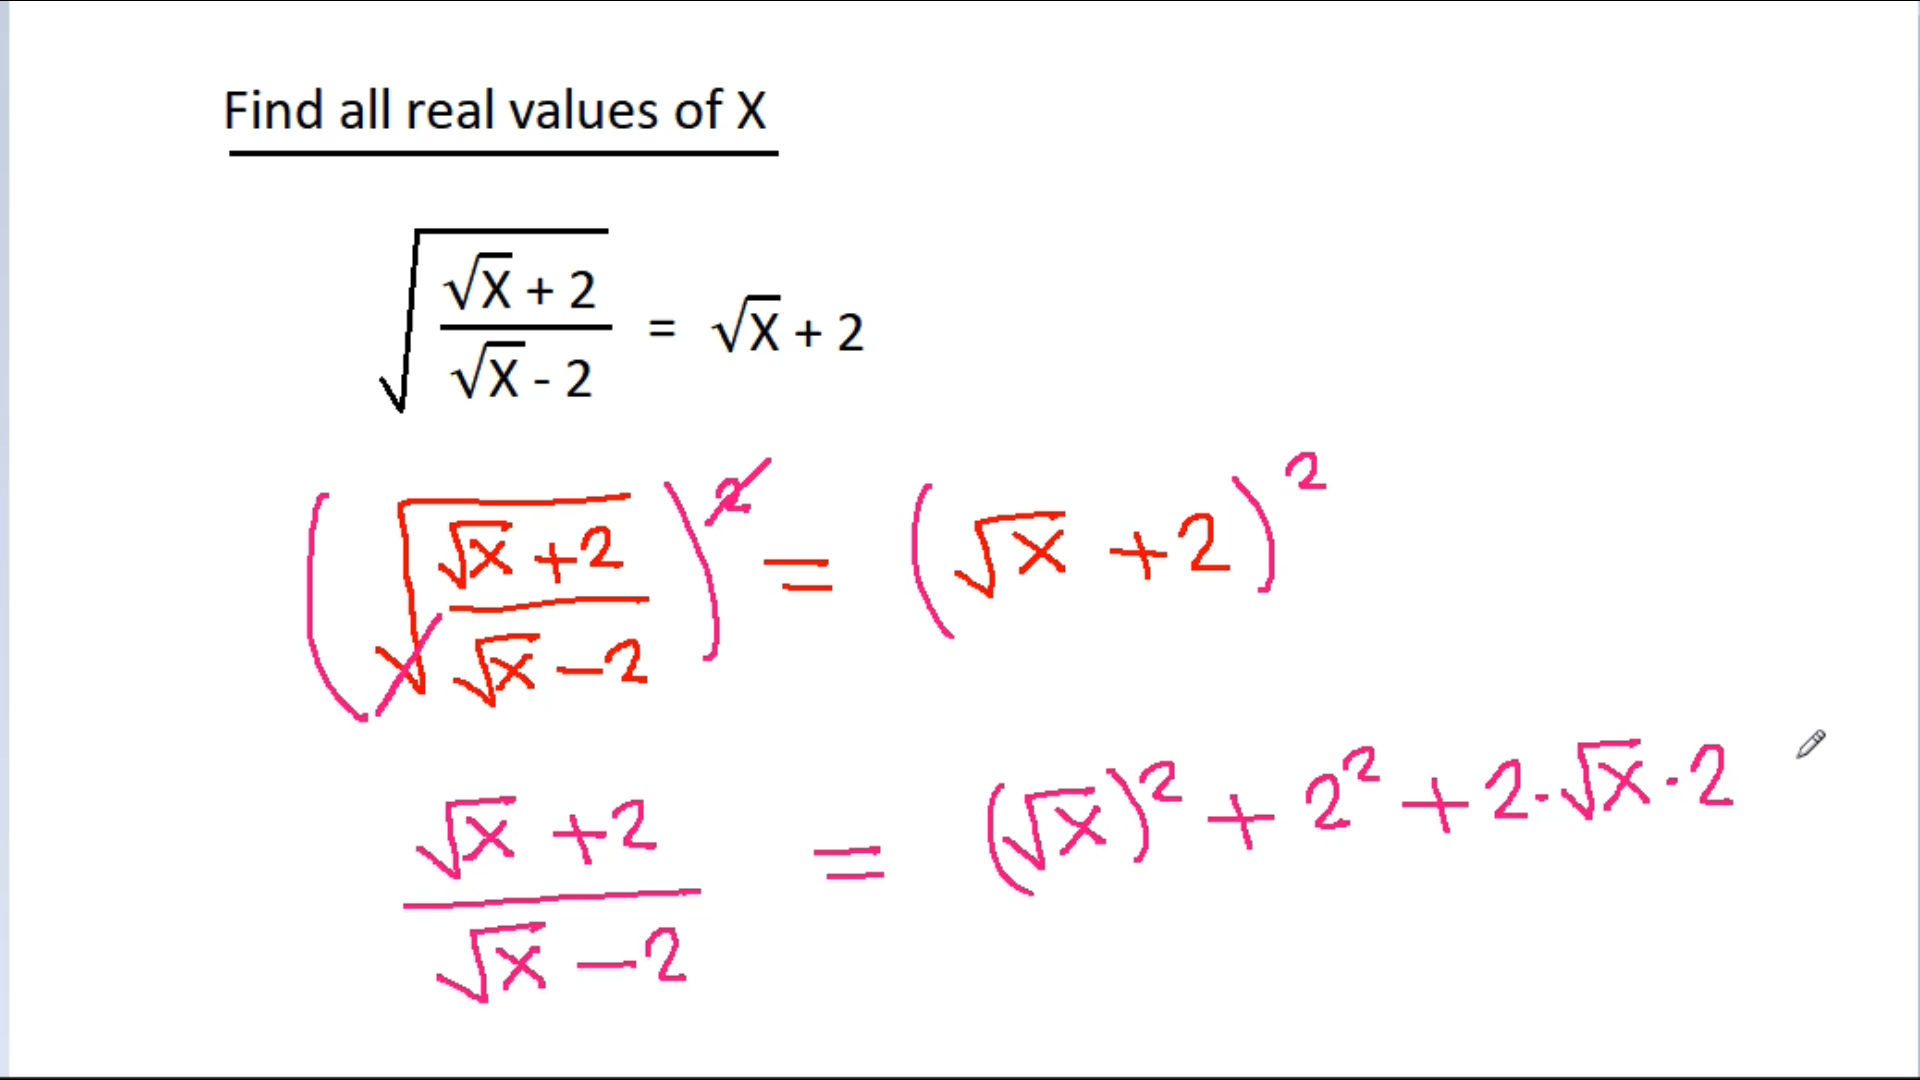 Find all real values of X
√((√X + 2)/(√X - 2)) = √X + 2
(√((√x + 2)/(√x - 2)))² = (√x + 2)²
(√x + 2)/(√x - 2) = (√x)² + 2² + 2·√x·2